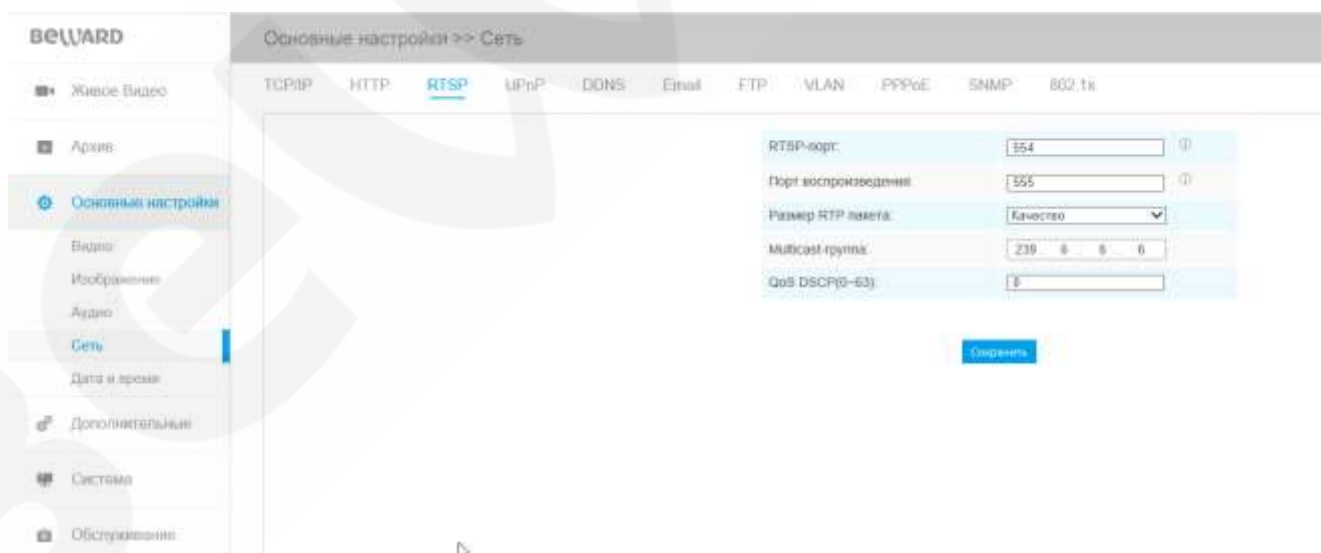 BEWARD
Основные настройки >> Сеть
Живое Видео
Архив
Основные настройки
Видео
Изображение
Аудио
Сеть
Дата и время
Дополнительные
Система
Обслуживание
TCP/IP HTTP RTSP UPnP DDNS Email FTP VLAN PPPoE SNMP 802.1x
RTSP-порт: 554
Порт воспроизведения: 555
Размер RTP пакета: Качество
Multicast-группа: 239 . 6 . 6 . 6
QoS DSCP(0~63): 0
Сохранить